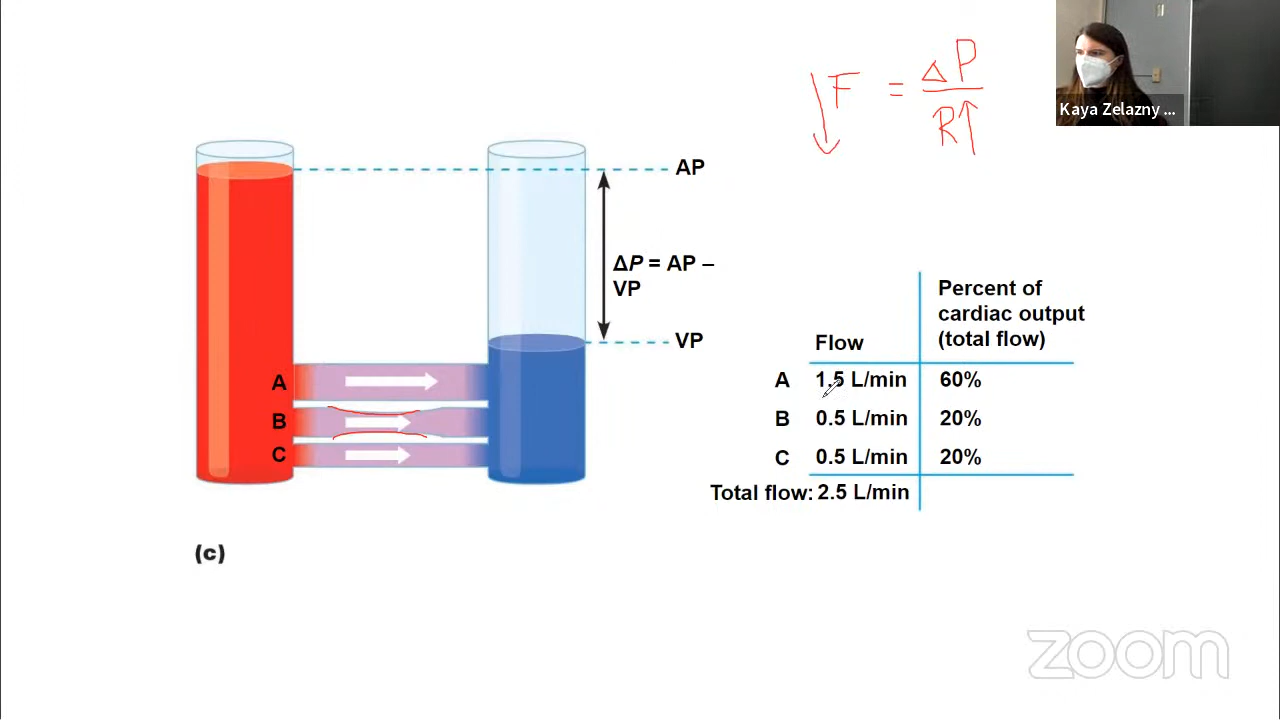 ↓F = ΔP
R↑
Kaya Zelazny ...
AP
ΔP = AP –
VP
VP
A
B
C
Percent of
cardiac output
Flow (total flow)
A 1.5 L/min 60%
B 0.5 L/min 20%
C 0.5 L/min 20%
Total flow: 2.5 L/min
(c)
zoom